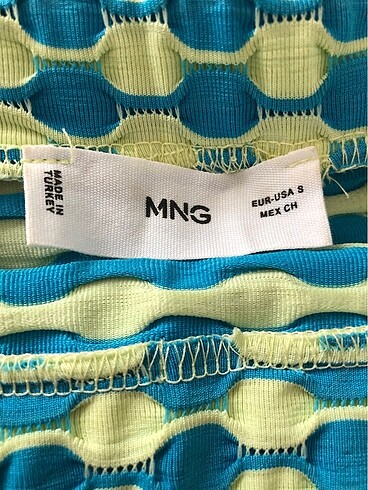 MADE IN
TURKEY
MNG
EUR-USA S
MEX CH